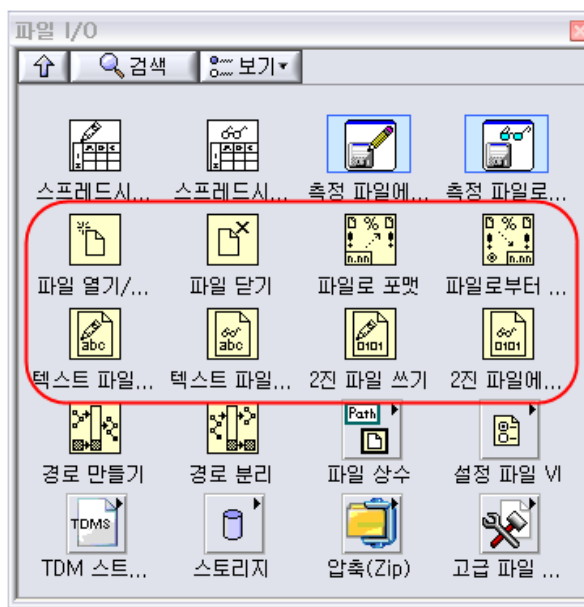 파일 I/O
검색 보기
스프레드시... 스프레드시... 측정 파일에... 측정 파일로...
% %
n.nn n.nn
파일 열기/... 파일 닫기 파일로 포맷 파일로부터 ...
abc abc 0101 0101
텍스트 파일... 텍스트 파일... 2진 파일 쓰기 2진 파일에...
Path
경로 만들기 경로 분리 파일 상수 설정 파일 VI
TDMS
TDM 스트... 스토리지 압축(Zip) 고급 파일 ...